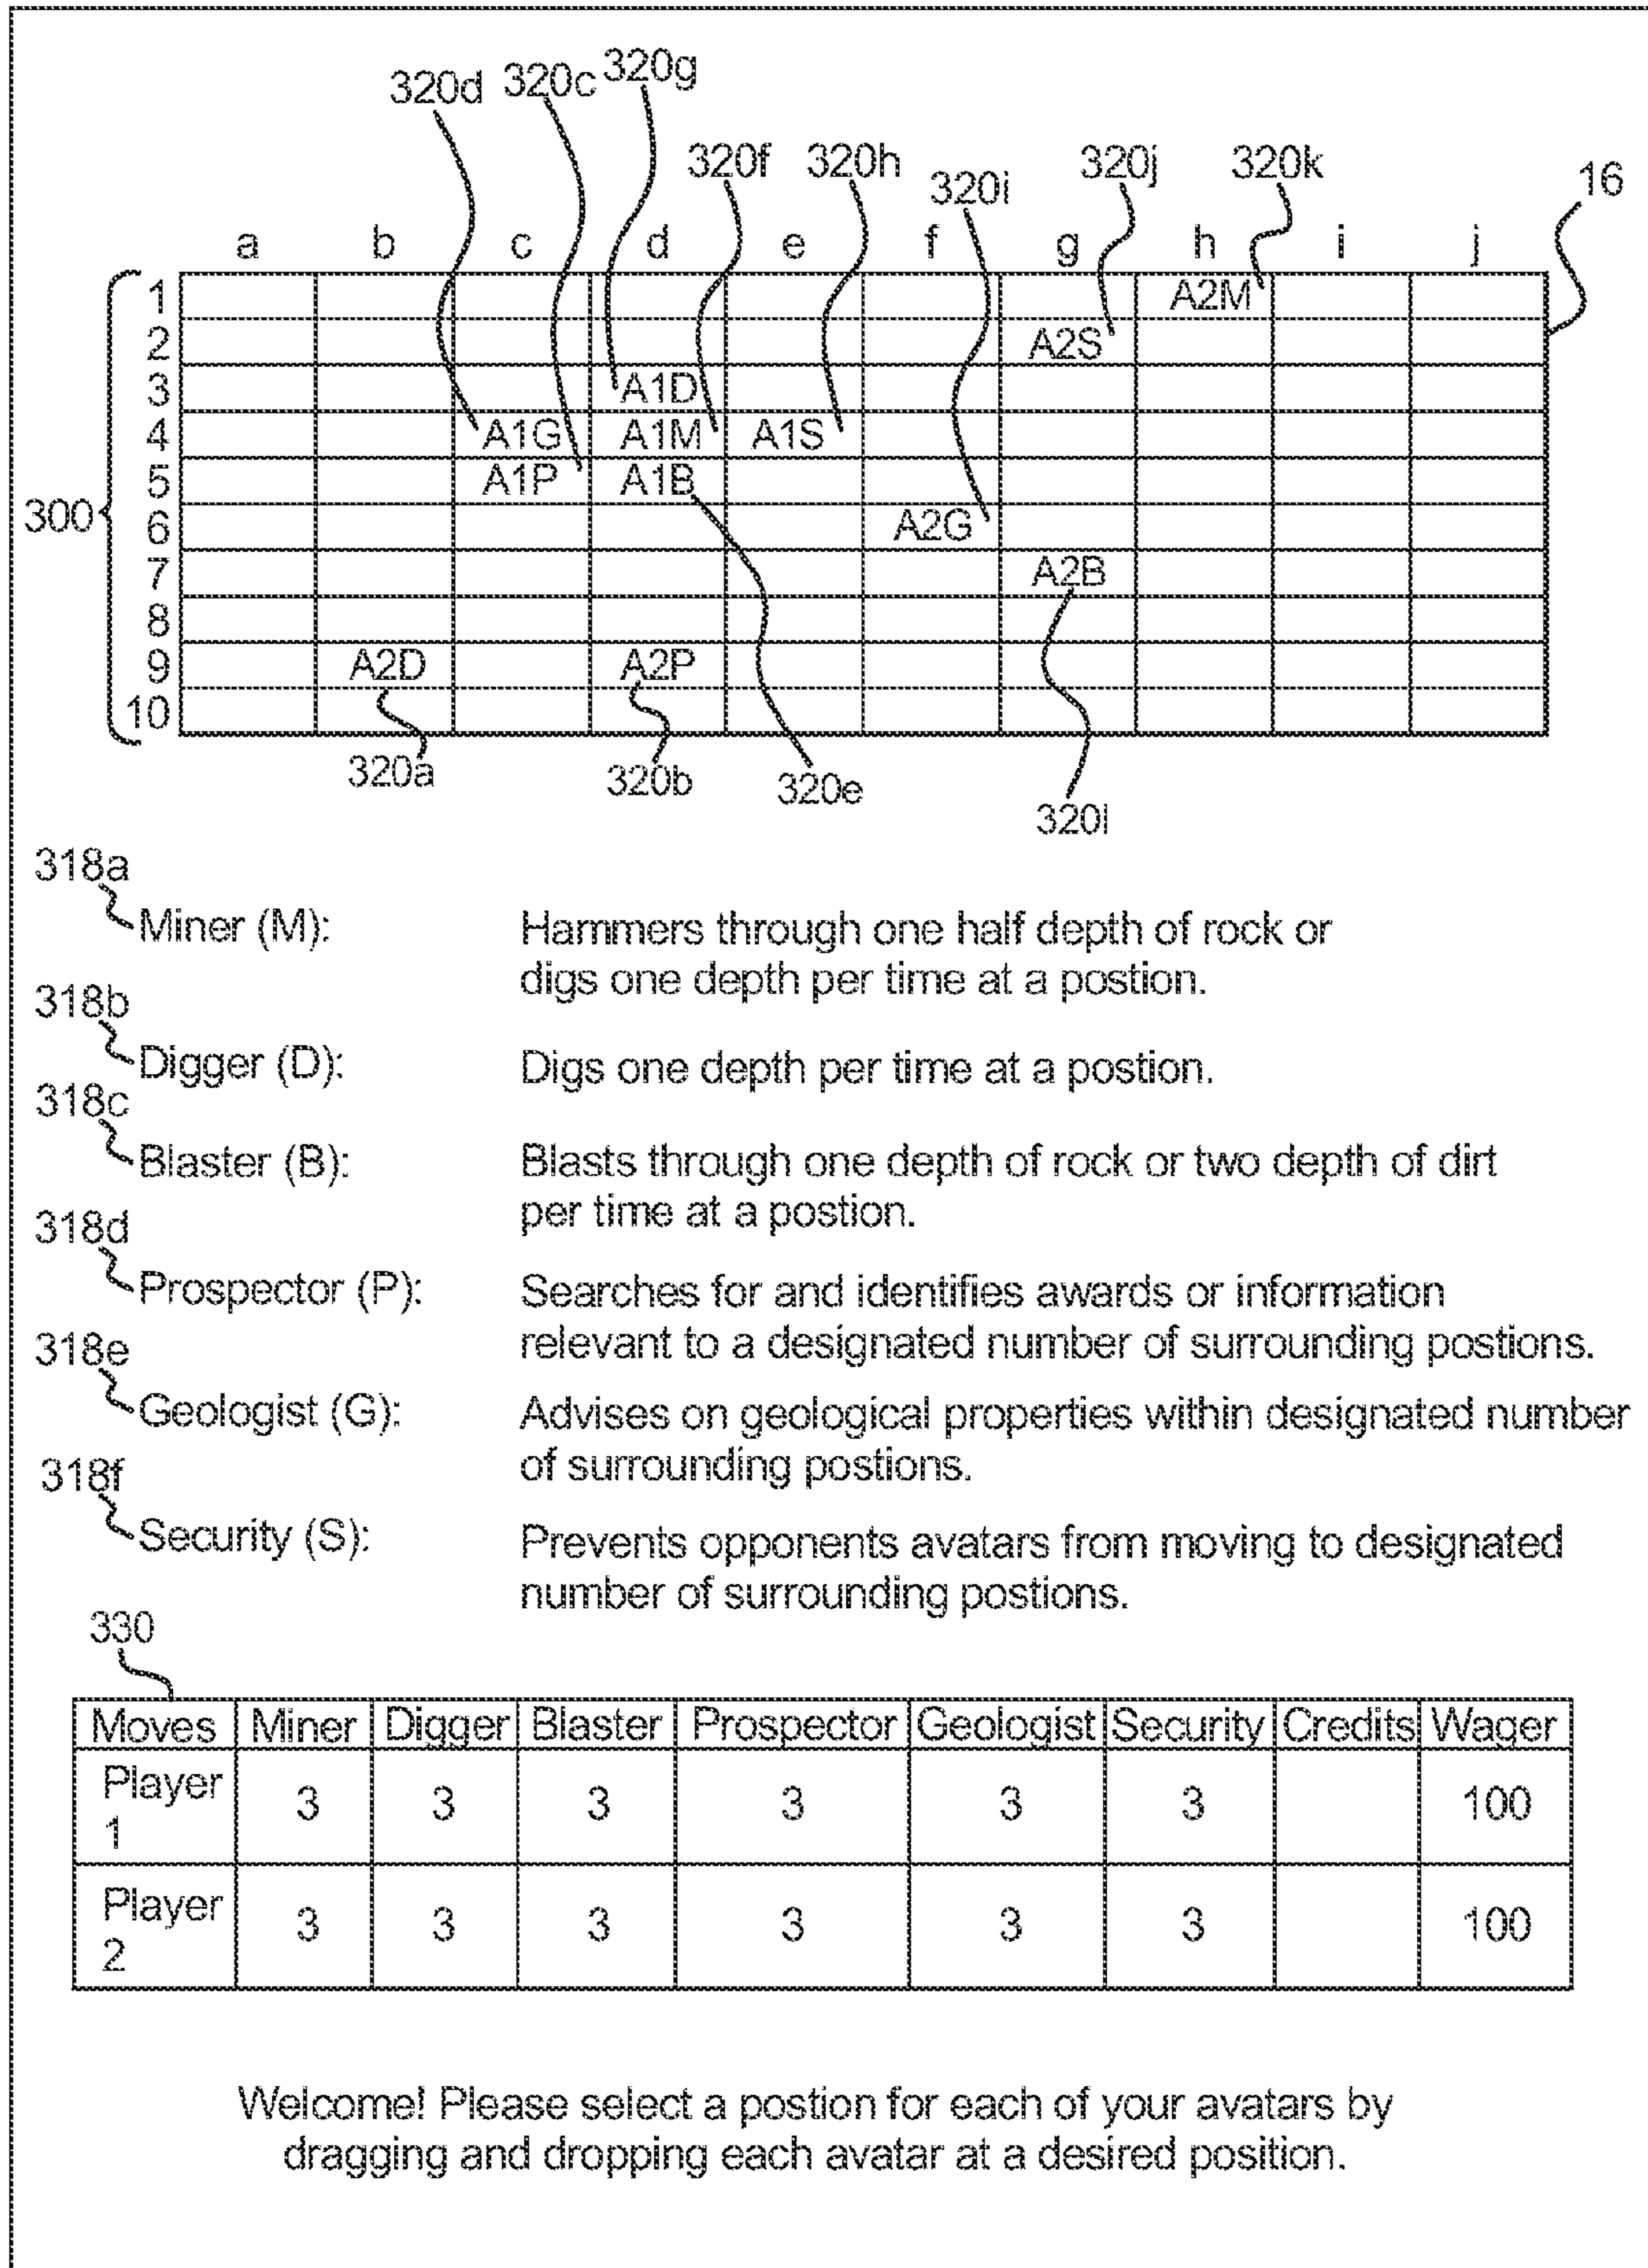 320d 320c 320g
320f 320h 320i 320j 320k 16
a b c d e f g h i j
1 A2M
2 A2S
3 A1D
4 A1G A1M A1S
5 A1P A1B
300
6 A2G
7 A2B
8
9 A2D A2P
10
320a 320b 320e 320l
318a
Miner (M): Hammers through one half depth of rock or
digs one depth per time at a postion.
318b
Digger (D): Digs one depth per time at a postion.
318c
Blaster (B): Blasts through one depth of rock or two depth of dirt
per time at a postion.
318d
Prospector (P): Searches for and identifies awards or information
relevant to a designated number of surrounding postions.
318e
Geologist (G): Advises on geological properties within designated number
of surrounding postions.
318f
Security (S): Prevents opponents avatars from moving to designated
number of surrounding postions.
330
Moves Miner Digger Blaster Prospector Geologist Security Credits Wager
Player
1 3 3 3 3 3 3 100
Player
2 3 3 3 3 3 3 100
Welcome! Please select a postion for each of your avatars by
dragging and dropping each avatar at a desired position.